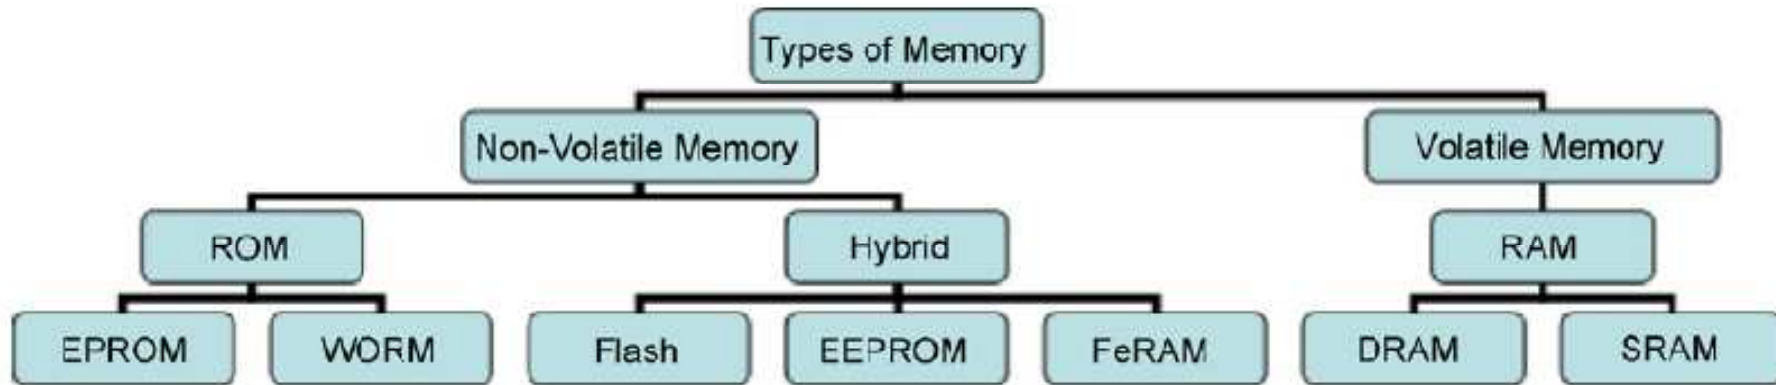 Types of Memory
Non-Volatile Memory
Volatile Memory
ROM
Hybrid
RAM
EPROM
WORM
Flash
EEPROM
FeRAM
DRAM
SRAM